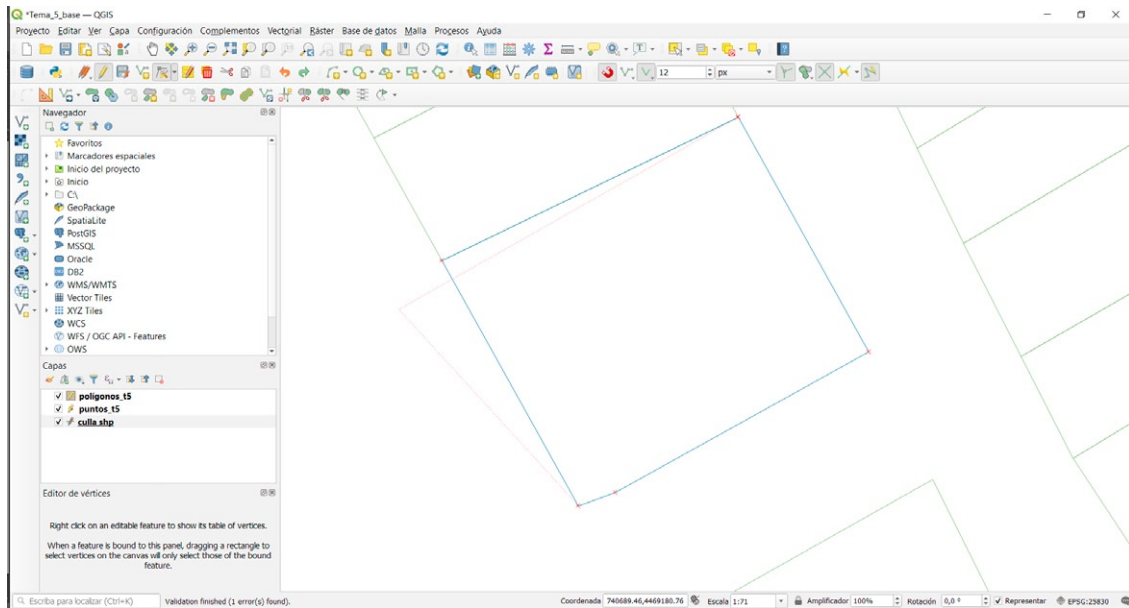 *Tema_5_base — QGIS
Proyecto Editar Ver Capa Configuración Complementos Vectorial Ráster Base de datos Malla Procesos Ayuda
12
px
Navegador
Favoritos
Marcadores espaciales
Inicio del proyecto
Inicio
C:\
GeoPackage
SpatiaLite
PostGIS
MSSQL
Oracle
DB2
WMS/WMTS
Vector Tiles
XYZ Tiles
WCS
WFS / OGC API - Features
OWS
Capas
polígonos_t5
puntos_t5
culla shp
Editor de vértices
Right click on an editable feature to show its table of vertices.
When a feature is bound to this panel, dragging a rectangle to
select vertices on the canvas will only select those of the bound
feature.
Escriba para localizar (Ctrl+K) Validation finished (1 error(s) found). Coordenada 740689.46,4469180.76 Escala 1:71 Amplificador 100% Rotación 0,0 ° Representar EPSG:25830